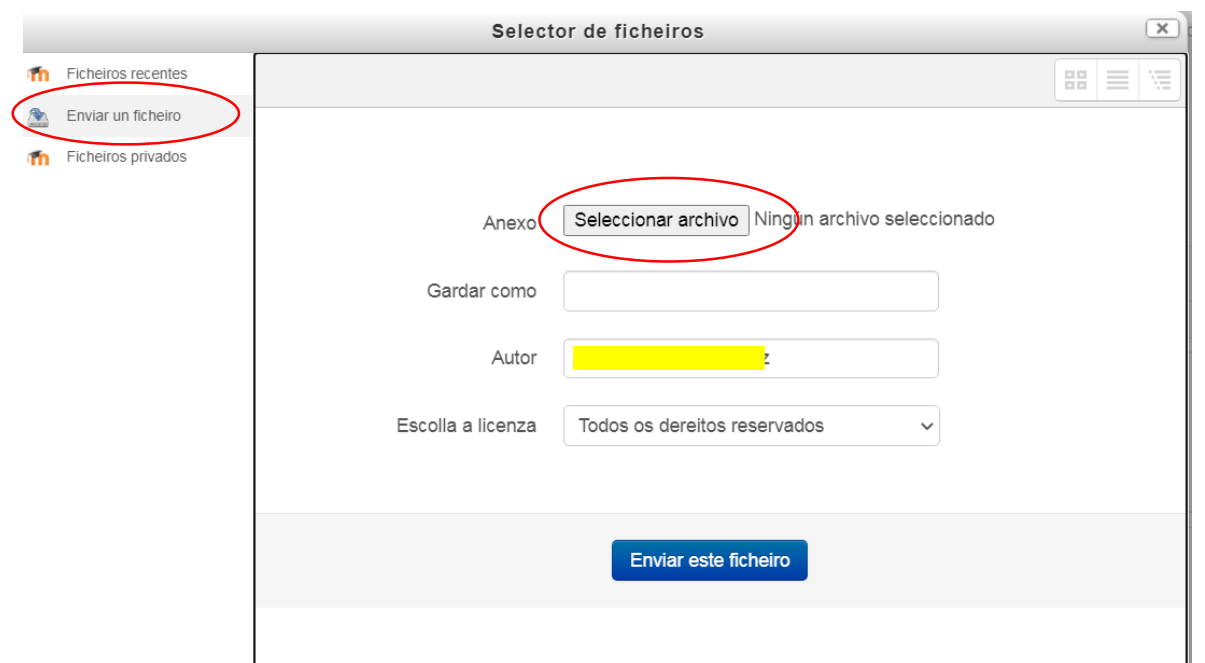 Selector de ficheiros
Ficheiros recentes
Enviar un ficheiro
Ficheiros privados
Anexo Seleccionar archivo Ningún archivo seleccionado
Gardar como
Autor z
Escolla a licenza Todos os dereitos reservados
Enviar este ficheiro